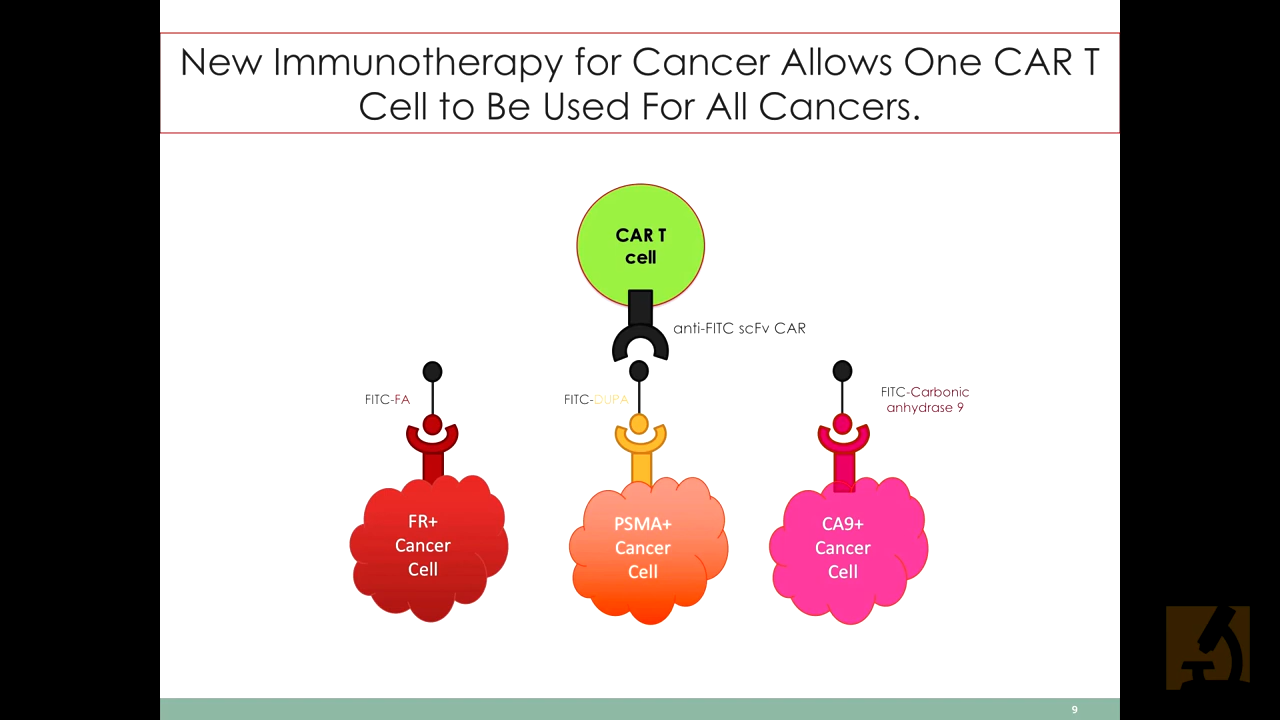 New Immunotherapy for Cancer Allows One CAR T
Cell to Be Used For All Cancers.
CAR T
cell
anti-FITC scFv CAR
FITC-FA
FITC-DUPA
FITC-Carbonic
anhydrase 9
FR+
Cancer
Cell
PSMA+
Cancer
Cell
CA9+
Cancer
Cell
9